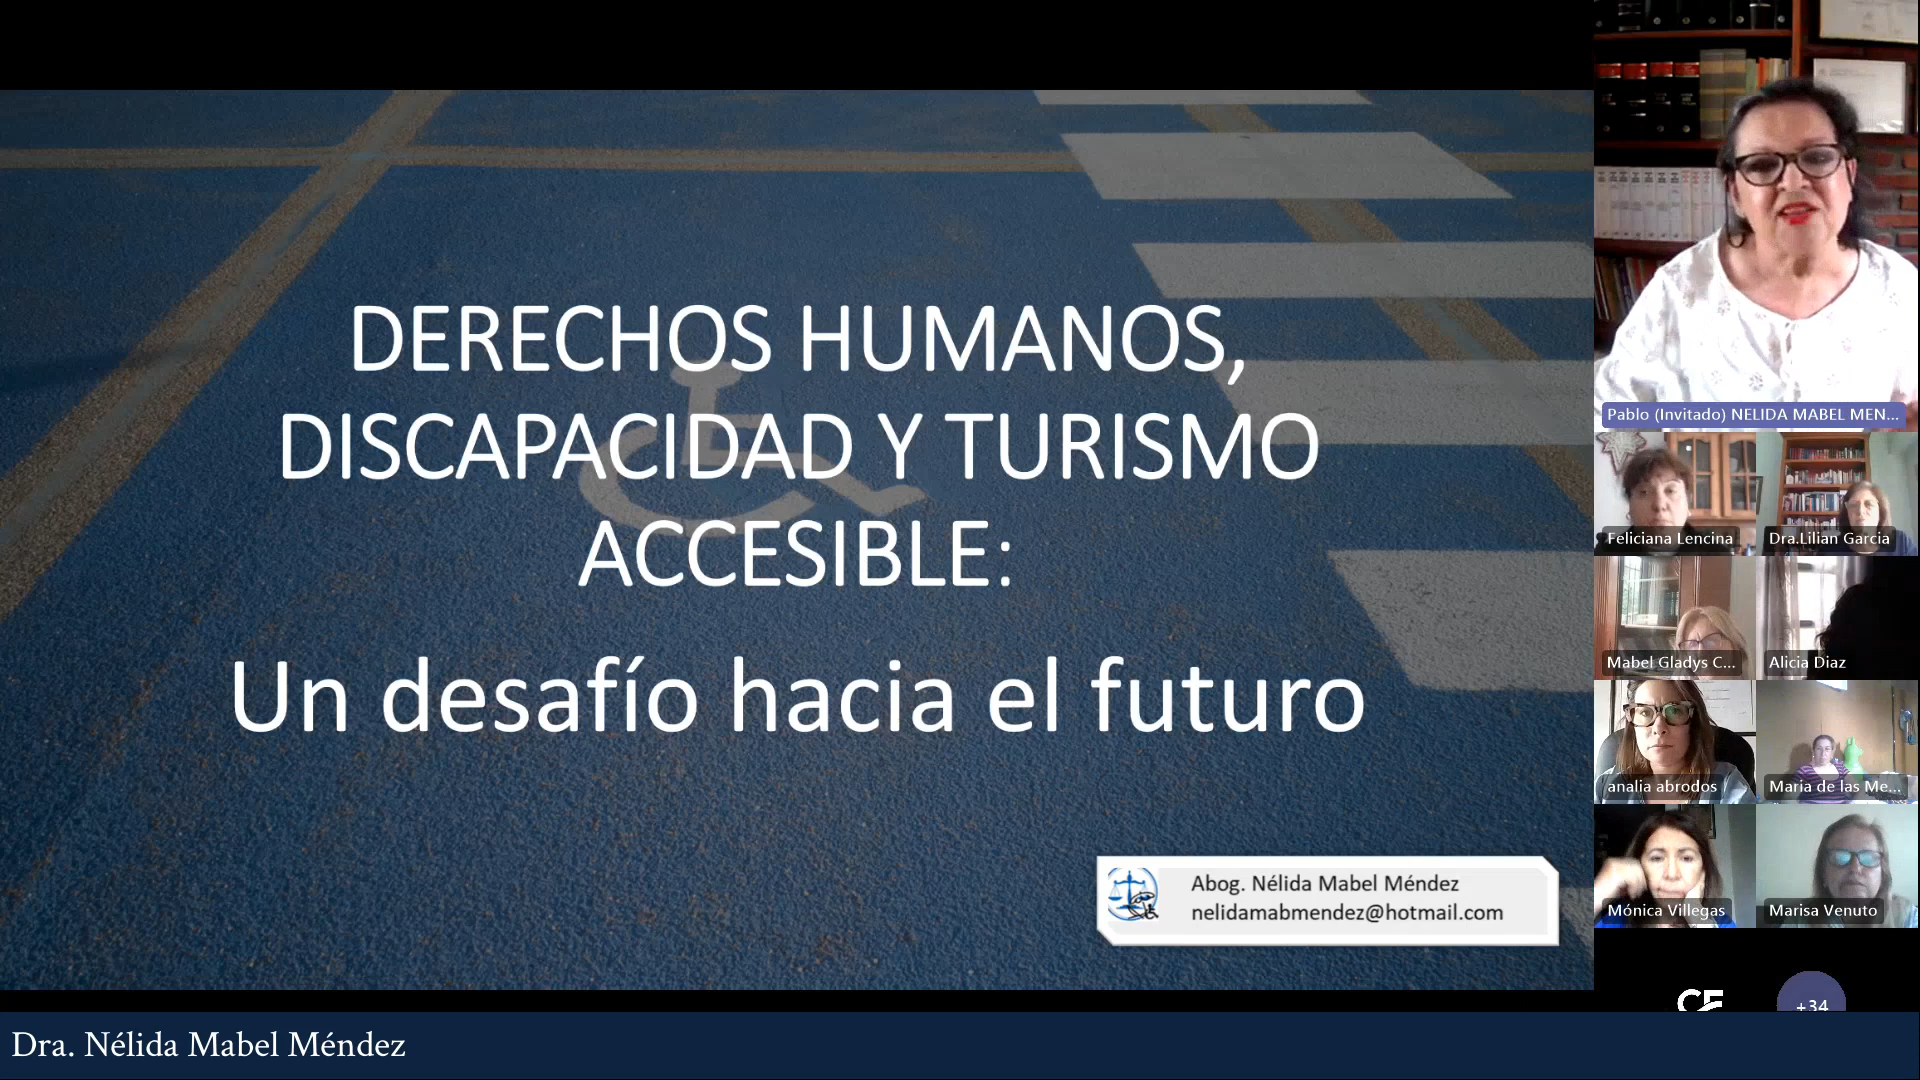 DERECHOS HUMANOS,
DISCAPACIDAD Y TURISMO
ACCESIBLE:
Un desafío hacia el futuro
Abog. Nélida Mabel Méndez
nelidamabmendez@hotmail.com
Pablo (Invitado) NELIDA MABEL MEN...
Feliciana Lencina
Dra.Lilian Garcia
Mabel Gladys C...
Alicia Diaz
analia abrodos
Maria de las Me...
Mónica Villegas
Marisa Venuto
+34
Dra. Nélida Mabel Méndez